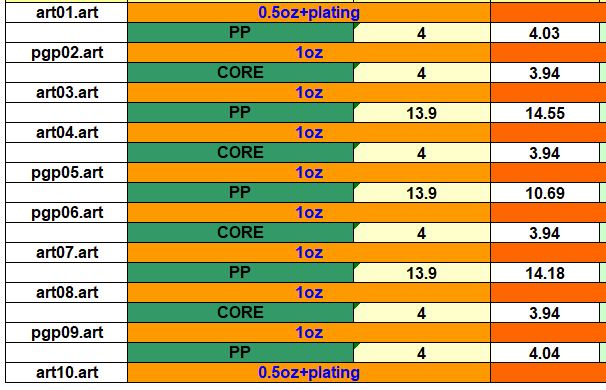 art01.art 0.5oz+plating
PP 4 4.03
pgp02.art 1oz
CORE 4 3.94
art03.art 1oz
PP 13.9 14.55
art04.art 1oz
CORE 4 3.94
pgp05.art 1oz
PP 13.9 10.69
pgp06.art 1oz
CORE 4 3.94
art07.art 1oz
PP 13.9 14.18
art08.art 1oz
CORE 4 3.94
pgp09.art 1oz
PP 4 4.04
art10.art 0.5oz+plating